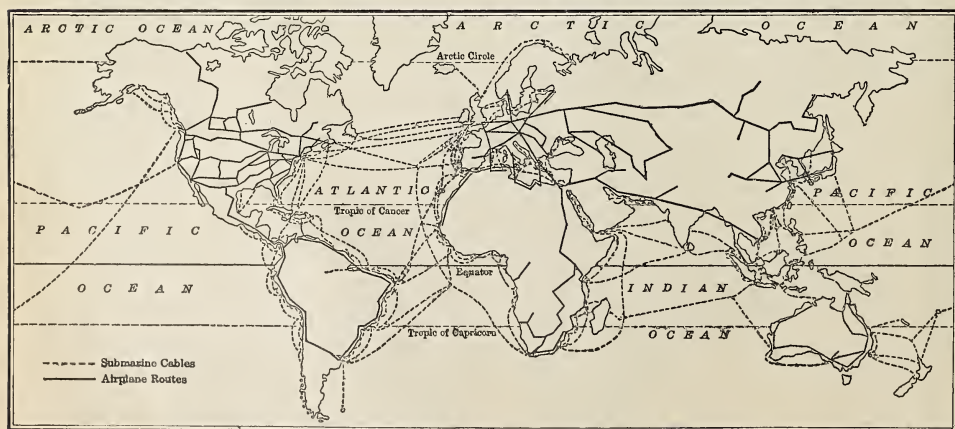 ARCTIC OCEAN
ARCTIC OCEAN
Arctic Circle
ATLANTIC
OCEAN
Tropic of Cancer
PACIFIC
OCEAN
PACIFIC
OCEAN
Equator
INDIAN
OCEAN
Tropic of Capricorn
Submarine Cables
Airplane Routes